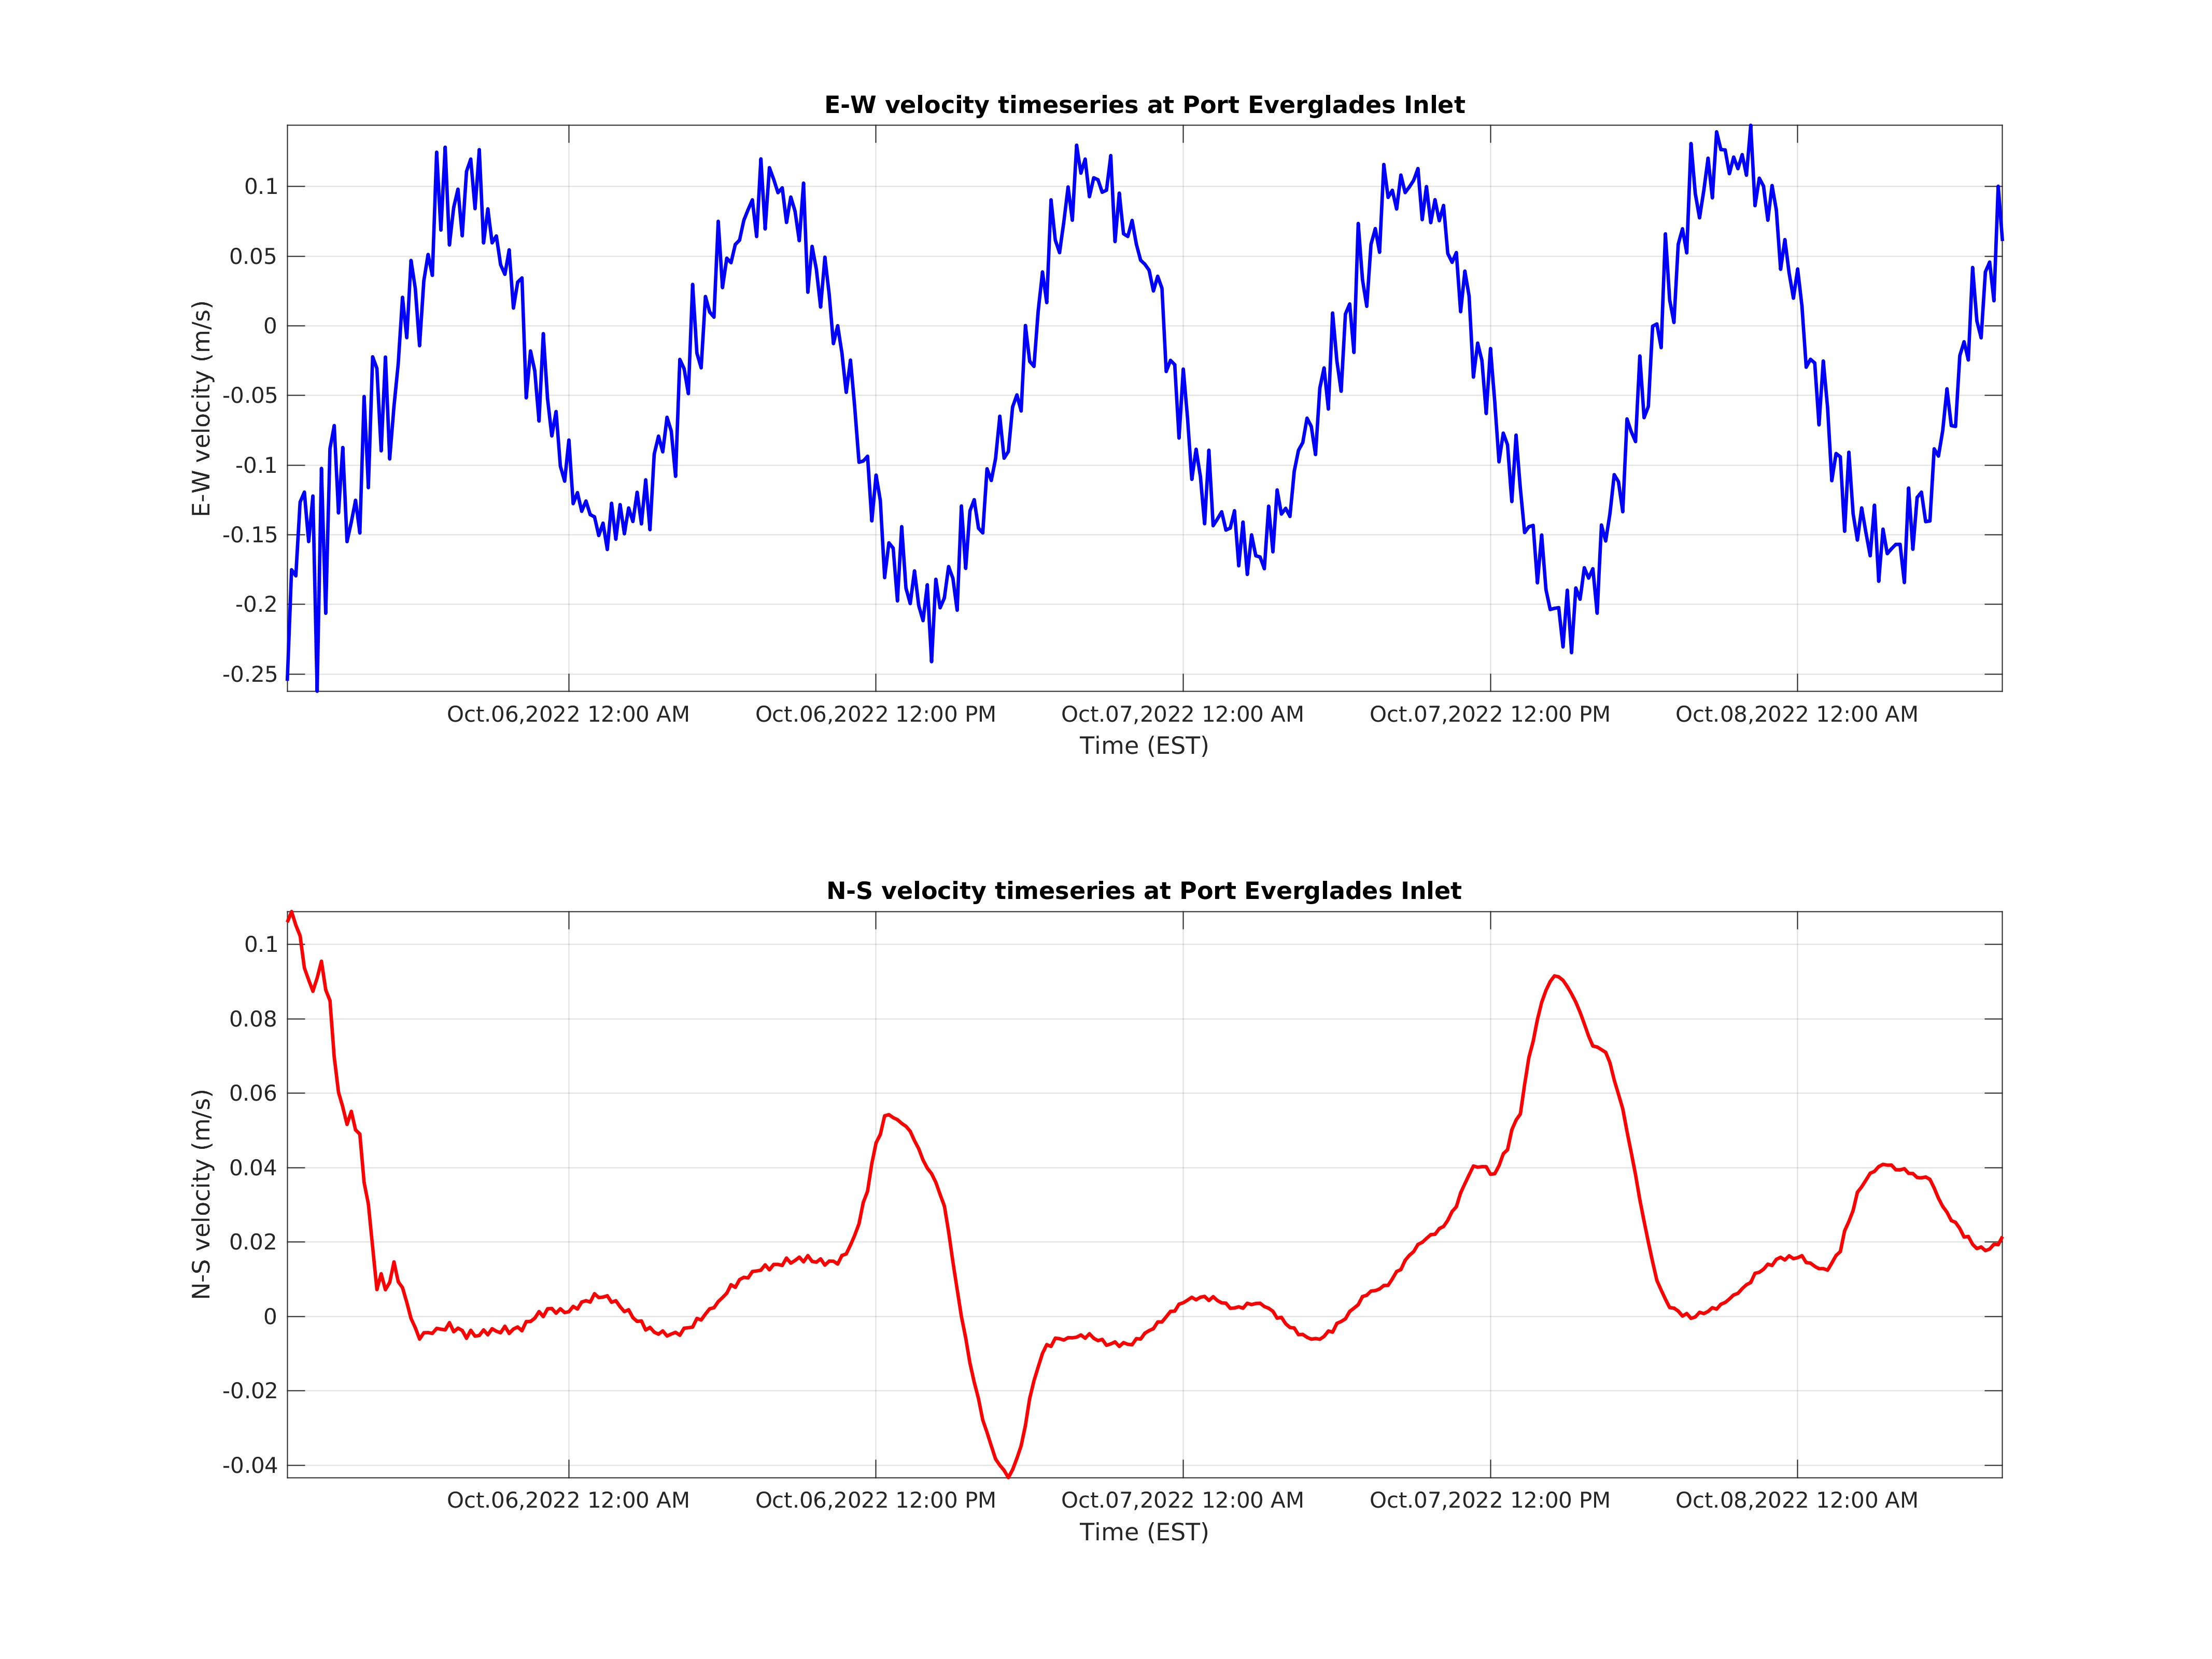 E-W velocity timeseries at Port Everglades Inlet
E-W velocity (m/s)
0.1
0.05
0
-0.05
-0.1
-0.15
-0.2
-0.25
Oct.06,2022 12:00 AM Oct.06,2022 12:00 PM Oct.07,2022 12:00 AM Oct.07,2022 12:00 PM Oct.08,2022 12:00 AM
Time (EST)
N-S velocity timeseries at Port Everglades Inlet
N-S velocity (m/s)
0.1
0.08
0.06
0.04
0.02
0
-0.02
-0.04
Oct.06,2022 12:00 AM Oct.06,2022 12:00 PM Oct.07,2022 12:00 AM Oct.07,2022 12:00 PM Oct.08,2022 12:00 AM
Time (EST)